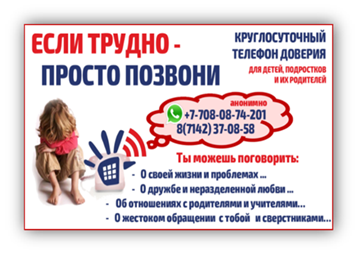 ЕСЛИ ТРУДНО -
ПРОСТО ПОЗВОНИ
КРУГЛОСУТОЧНЫЙ
ТЕЛЕФОН ДОВЕРИЯ
ДЛЯ ДЕТЕЙ, ПОДРОСТКОВ
И ИХ РОДИТЕЛЕЙ
анонимно
+7-708-08-74-201
8(7142) 37-08-58
Ты можешь поговорить:
- О своей жизни и проблемах ...
- О дружбе и неразделенной любви ...
- Об отношениях с родителями и учителями...
- О жестоком обращении с тобой и сверстниками...